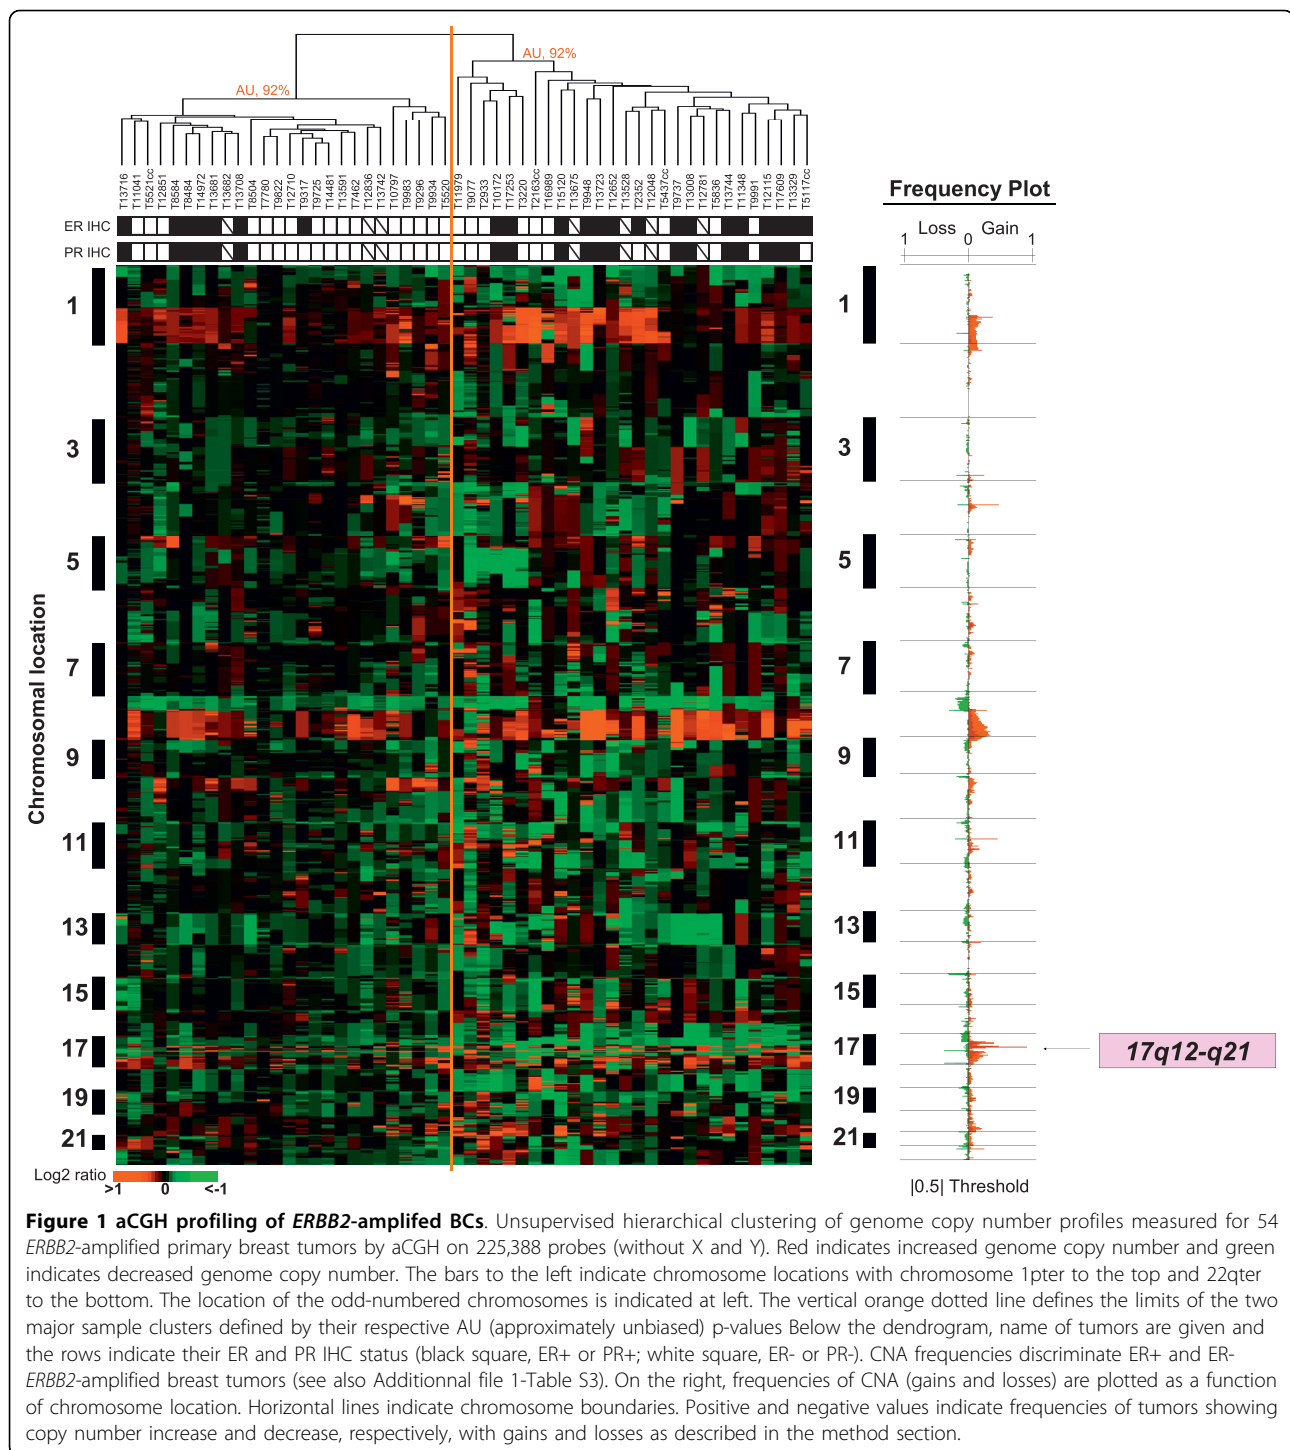 AU, 92%
AU, 92%
T13716
T11041
T5521cc
T12851
T8584
T8484
T14972
T13681
T13682
T13708
T8504
T7780
T9822
T12710
T9317
T9725
T14481
T13591
T7462
T12836
T13742
T10797
T9983
T9296
T9934
T5520
T11979
T9077
T2933
T10172
T17253
T3220
T2163cc
T16989
T15120
T13675
T9948
T13723
T12652
T13528
T2352
T12048
T5437cc
T9737
T13008
T12781
T5836
T13744
T11348
T9991
T12115
T17609
T13329
T5117cc
ER IHC
PR IHC
Frequency Plot
Loss Gain
1 0 1
Chromosomal location
1
3
5
7
9
11
13
15
17
19
21
1
3
5
7
9
11
13
15
17
19
21
17q12-q21
Log2 ratio
>1 0 <-1
|0.5| Threshold
Figure 1 aCGH profiling of ERBB2-amplifed BCs. Unsupervised hierarchical clustering of genome copy number profiles measured for 54
ERBB2-amplified primary breast tumors by aCGH on 225,388 probes (without X and Y). Red indicates increased genome copy number and green
indicates decreased genome copy number. The bars to the left indicate chromosome locations with chromosome 1pter to the top and 22qter
to the bottom. The location of the odd-numbered chromosomes is indicated at left. The vertical orange dotted line defines the limits of the two
major sample clusters defined by their respective AU (approximately unbiased) p-values Below the dendrogram, name of tumors are given and
the rows indicate their ER and PR IHC status (black square, ER+ or PR+; white square, ER- or PR-). CNA frequencies discriminate ER+ and ER-
ERBB2-amplified breast tumors (see also Additionnal file 1-Table S3). On the right, frequencies of CNA (gains and losses) are plotted as a function
of chromosome location. Horizontal lines indicate chromosome boundaries. Positive and negative values indicate frequencies of tumors showing
copy number increase and decrease, respectively, with gains and losses as described in the method section.